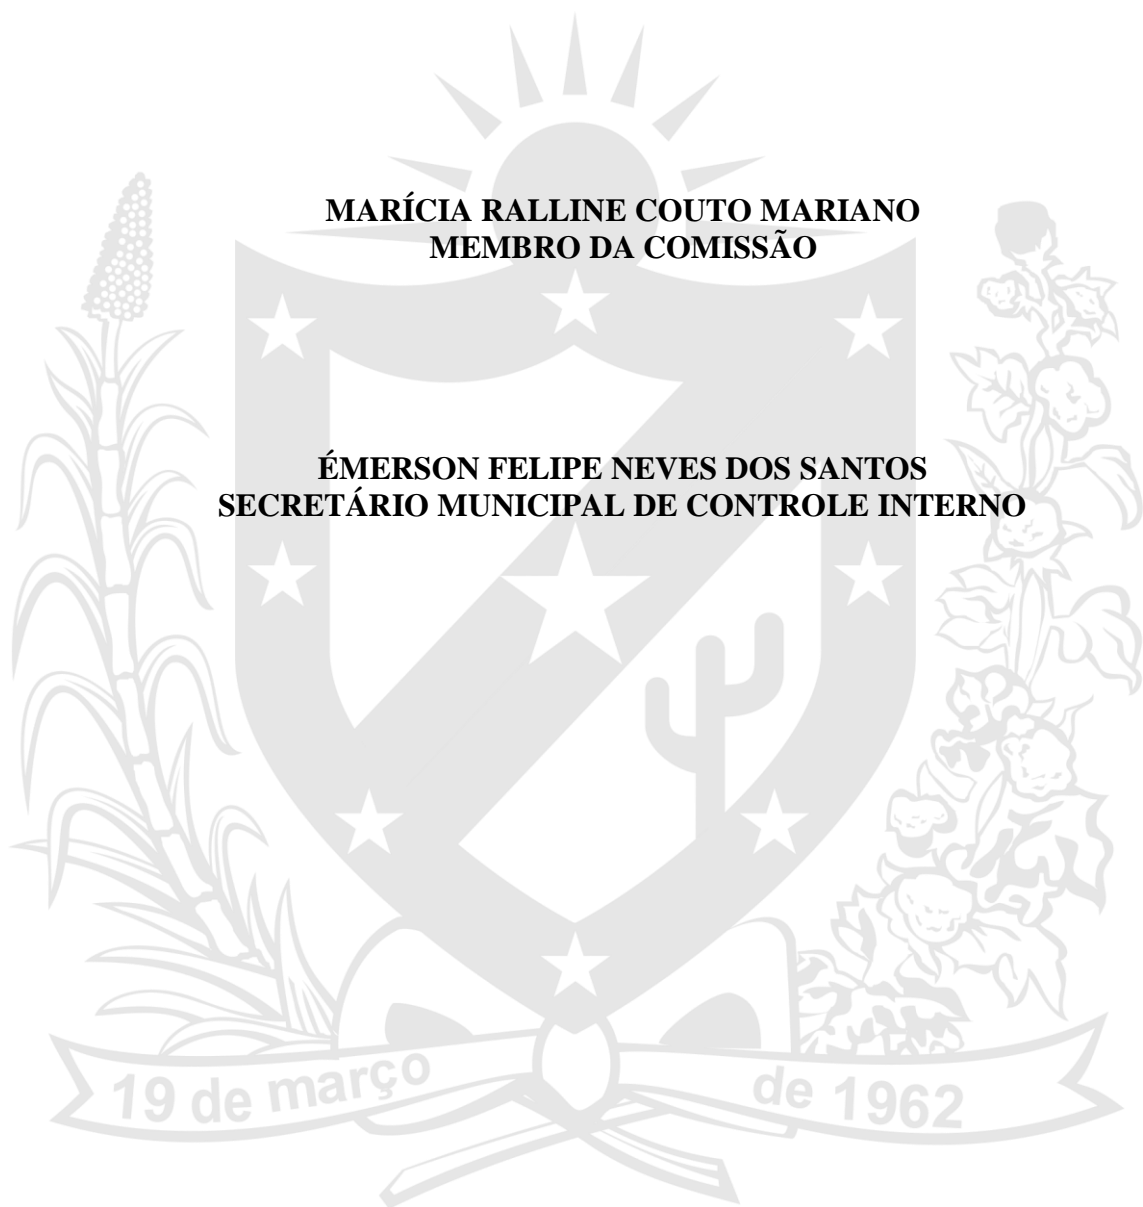 MARÍCIA RALLINE COUTO MARIANO
MEMBRO DA COMISSÃO
ÉMERSON FELIPE NEVES DOS SANTOS
SECRETÁRIO MUNICIPAL DE CONTROLE INTERNO
19 de março de 1962